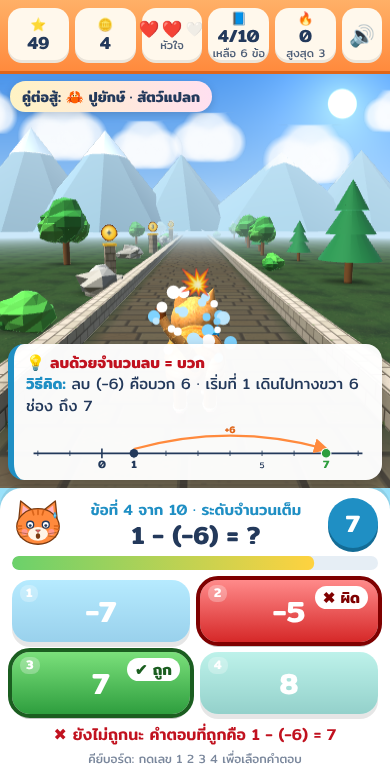 49
4
หัวใจ
4/10
เหลือ 6 ข้อ
0
สูงสุด 3
คู่ต่อสู้: ปูยักษ์ · สัตว์แปลก
ลบด้วยจำนวนลบ = บวก
วิธีคิด: ลบ (-6) คือบวก 6 · เริ่มที่ 1 เดินไปทางขวา 6
ช่อง ถึง 7
+6
0 1 5 7
ข้อที่ 4 จาก 10 · ระดับจำนวนเต็ม
1 - (-6) = ?
7
1 -7
2 -5 ✖ ผิด
3 7 ✔ ถูก
4 8
✖ ยังไม่ถูกนะ คำตอบที่ถูกคือ 1 - (-6) = 7
คีย์บอร์ด: กดเลข 1 2 3 4 เพื่อเลือกคำตอบ